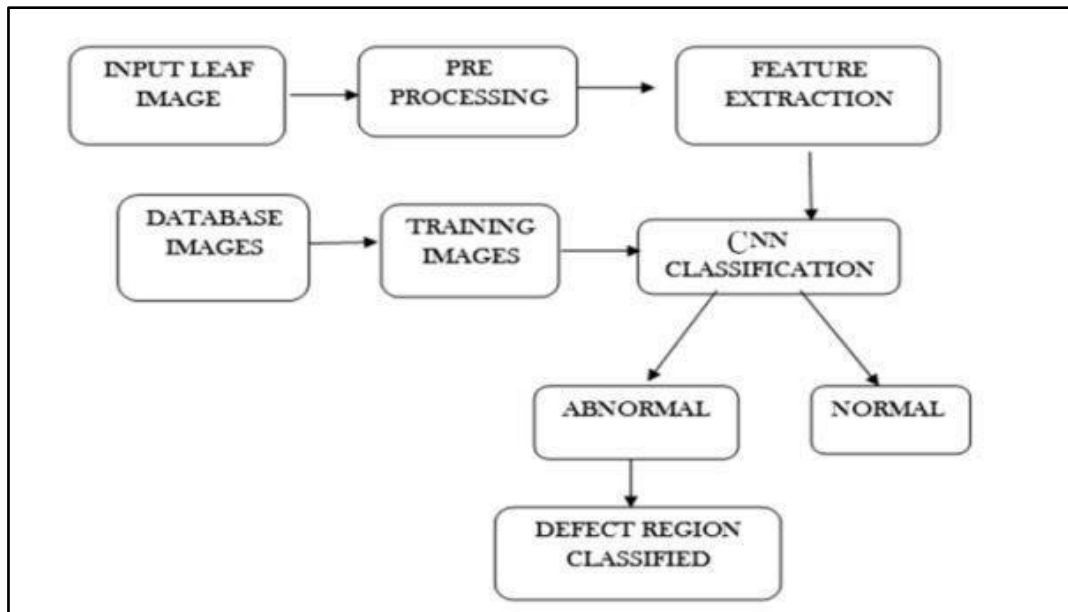 INPUT LEAF
IMAGE
PRE
PROCESSING
FEATURE
EXTRACTION
DATABASE
IMAGES
TRAINING
IMAGES
CNN
CLASSIFICATION
ABNORMAL
NORMAL
DEFECT REGION
CLASSIFIED